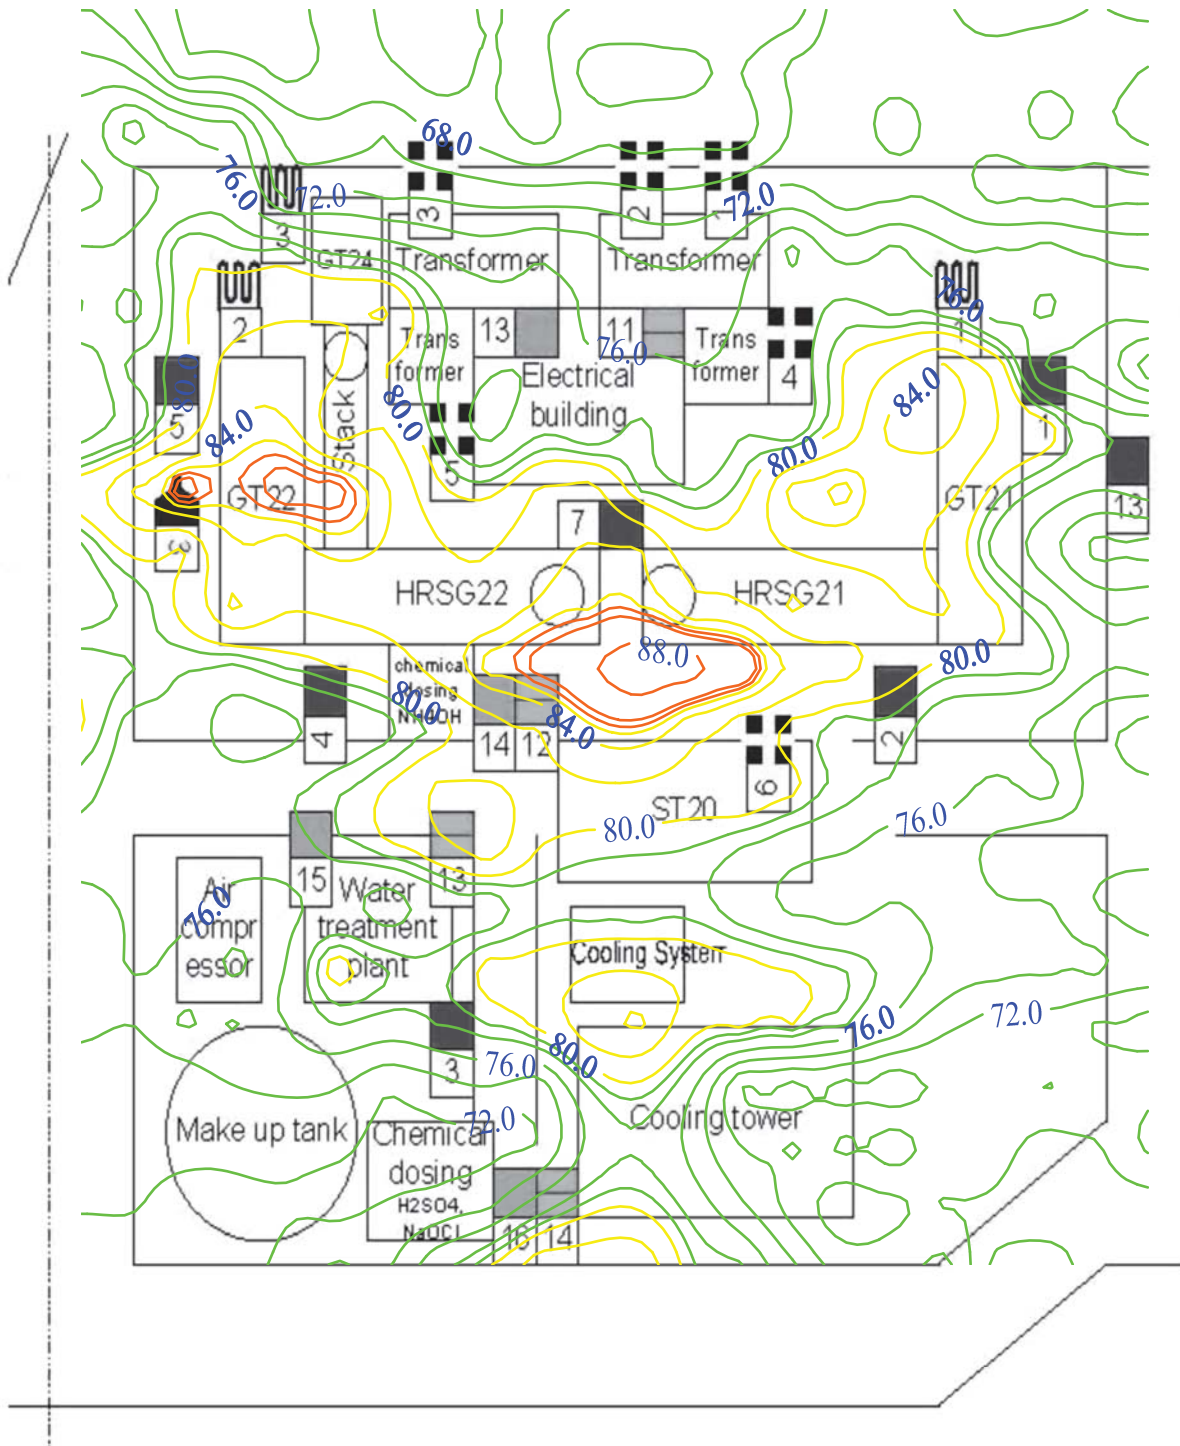 68.0
76.0
72.0
72.0
3
2
1
3
GT24
Transformer
Transformer
76.0
2
13
11
1
Trans
former
76.0
Trans
former
4
Electrical
building
80.0
5
84.0
80.0
Stack
84.0
1
5
80.0
GT22
GT21
13
7
3
HRSG22
HRSG21
88.0
chemical
dosing
NH4OH
80.0
80.0
84.0
4
14
12
2
6
ST20
80.0
76.0
15
13
Air
compr
essor
76.0
Water
treatment
plant
Cooling System
72.0
76.0
80.0
76.0
3
72.0
Make up tank
Chemical
dosing
H2SO4,
NaOCl
Cooling tower
16
14